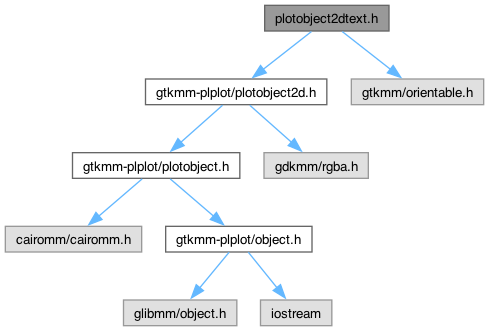 plotobject2dtext.h
gtkmm-plplot/plotobject2d.h
gtkmm/orientable.h
gtkmm-plplot/plotobject.h
gdkmm/rgba.h
cairomm/cairomm.h
gtkmm-plplot/object.h
glibmm/object.h
iostream